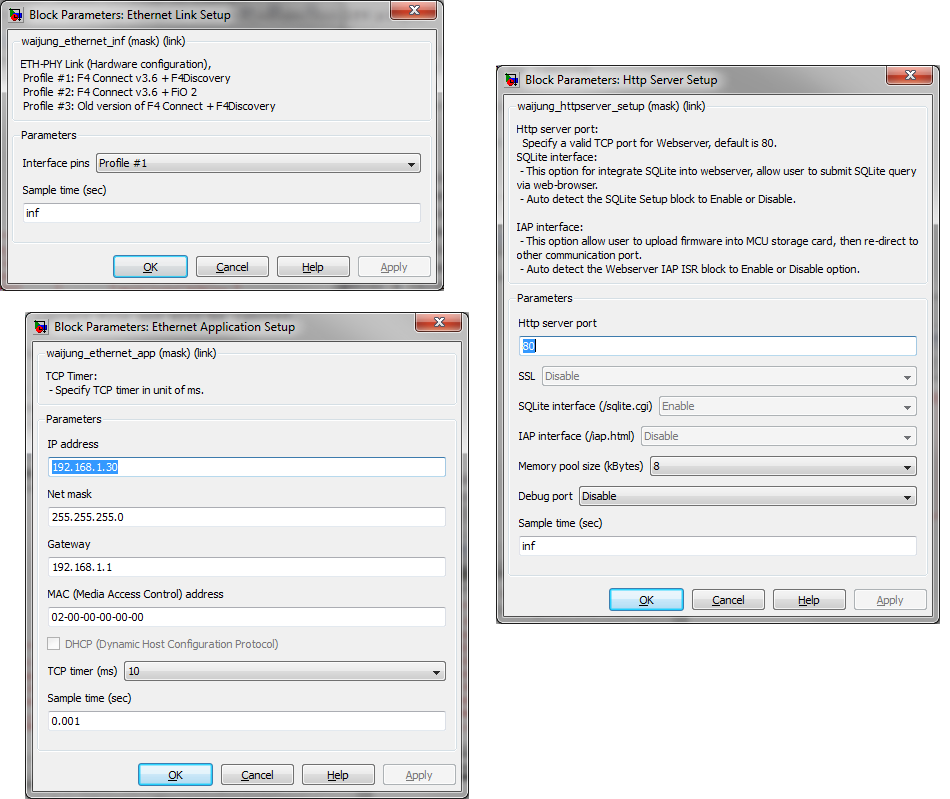 Block Parameters: Ethernet Link Setup
waijung_ethernet_inf (mask) (link)
ETH-PHY Link (Hardware configuration),
Profile #1: F4 Connect v3.6 + F4Discovery
Profile #2: F4 Connect v3.6 + FiO 2
Profile #3: Old version of F4 Connect + F4Discovery
Parameters
Interface pins Profile #1
Sample time (sec)
inf
OK Cancel Help Apply
Block Parameters: Ethernet Application Setup
waijung_ethernet_app (mask) (link)
TCP Timer:
- Specify TCP timer in unit of ms.
Parameters
IP address
192.168.1.30
Net mask
255.255.255.0
Gateway
192.168.1.1
MAC (Media Access Control) address
02-00-00-00-00-00
DHCP (Dynamic Host Configuration Protocol)
TCP timer (ms) 10
Sample time (sec)
0.001
OK Cancel Help Apply
Block Parameters: Http Server Setup
waijung_httpserver_setup (mask) (link)
Http server port:
Specify a valid TCP port for Webserver, default is 80.
SQLite interface:
- This option for integrate SQLite into webserver, allow user to submit SQLite query
via web-browser.
- Auto detect the SQLite Setup block to Enable or Disable.
IAP interface:
- This option allow user to upload firmware into MCU storage card, then re-direct to
other communication port.
- Auto detect the Webserver IAP ISR block to Enable or Disable option.
Parameters
Http server port
80
SSL Disable
SQLite interface (/sqlite.cgi) Enable
IAP interface (/iap.html) Disable
Memory pool size (kBytes) 8
Debug port Disable
Sample time (sec)
inf
OK Cancel Help Apply